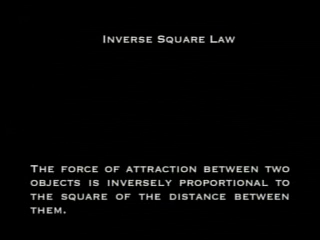 Inverse Square Law
The force of attraction between two
objects is inversely proportional to
the square of the distance between
them.